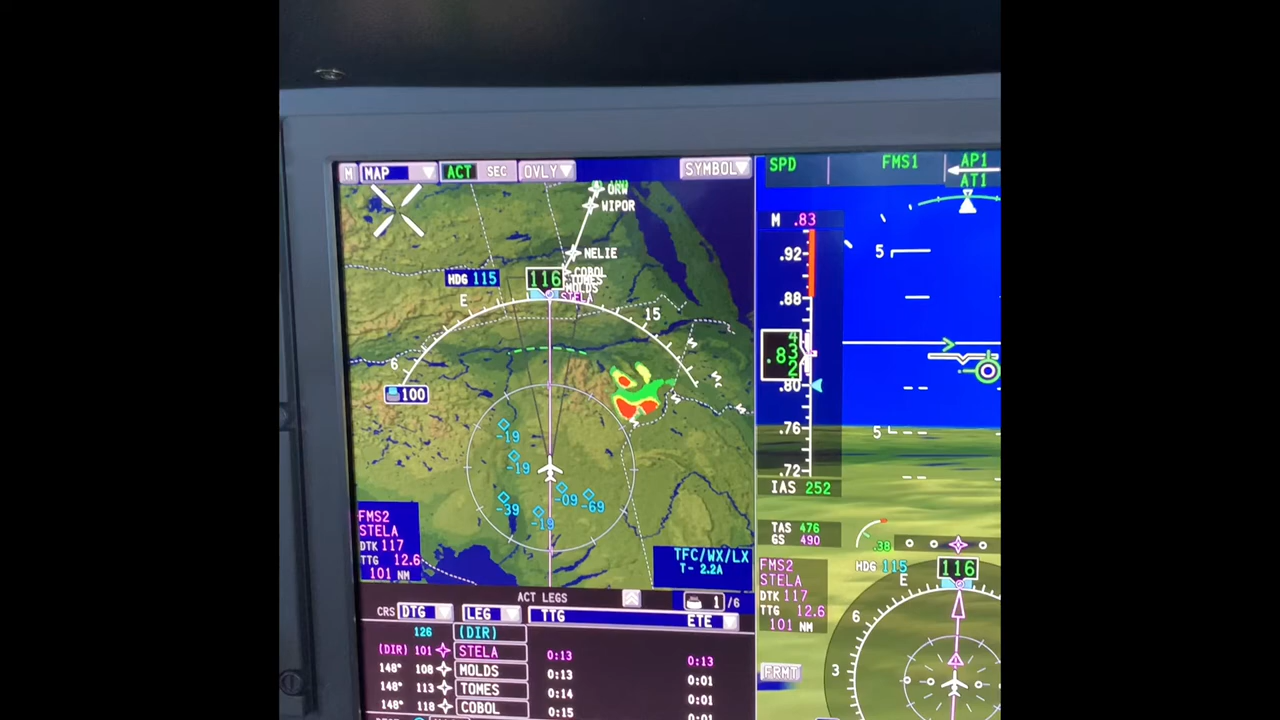 M MAP ACT SEC OVLY SYMBOL
ORW
WIPOR
NELIE
COBOL
TOMES
MOLDS
STELA
HDG 115
116
E
15
6
100
-19
-19
-09
-69
-39
-19
FMS2
STELA
DTK 117
TTG 12.6
101 NM
TFC/WX/LX
T- 2.2A
ACT LEGS
1 /6
CRS DTG LEG TTG ETE
126 (DIR)
(DIR) 101 STELA 0:13 0:13
148° 108 MOLDS 0:13 0:01
148° 113 TOMES 0:14 0:01
148° 118 COBOL 0:15 0:01
SPD FMS1 AP1
AT1
M .83
.92
.88
.83
4
2
.80
.76
.72
5
5
IAS 252
TAS 476
GS 490
.38
HDG 115
116
FMS2
STELA
DTK 117
TTG 12.6
101 NM
E
6
3
FRMT